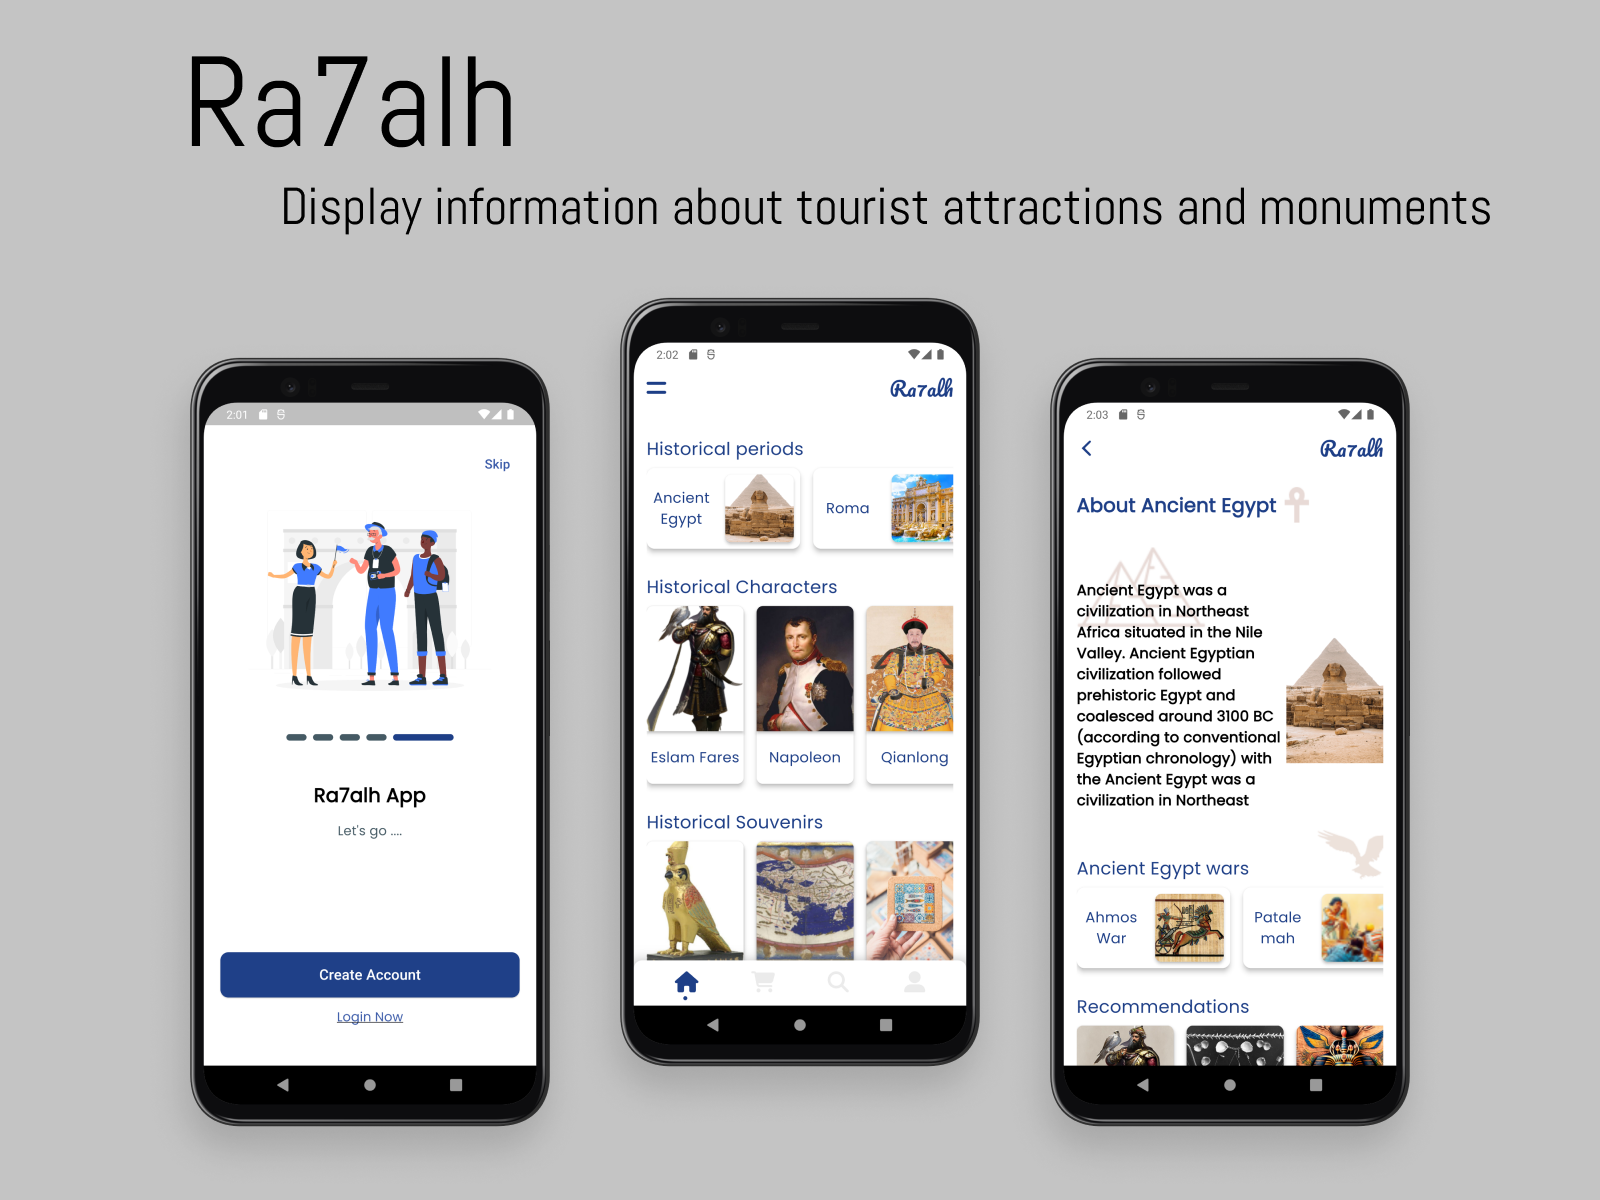 Ra7alh
Display information about tourist attractions and monuments
2:01
Skip
Ra7alh App
Let's go ....
Create Account
Login Now
2:02
Ra7alh
Historical periods
Ancient
Egypt
Roma
Historical Characters
Eslam Fares
Napoleon
Qianlong
Historical Souvenirs
2:03
Ra7alh
About Ancient Egypt
Ancient Egypt was a
civilization in Northeast
Africa situated in the Nile
Valley. Ancient Egyptian
civilization followed
prehistoric Egypt and
coalesced around 3100 BC
(according to conventional
Egyptian chronology) with
the Ancient Egypt was a
civilization in Northeast
Ancient Egypt wars
Ahmos
War
Patale
mah
Recommendations